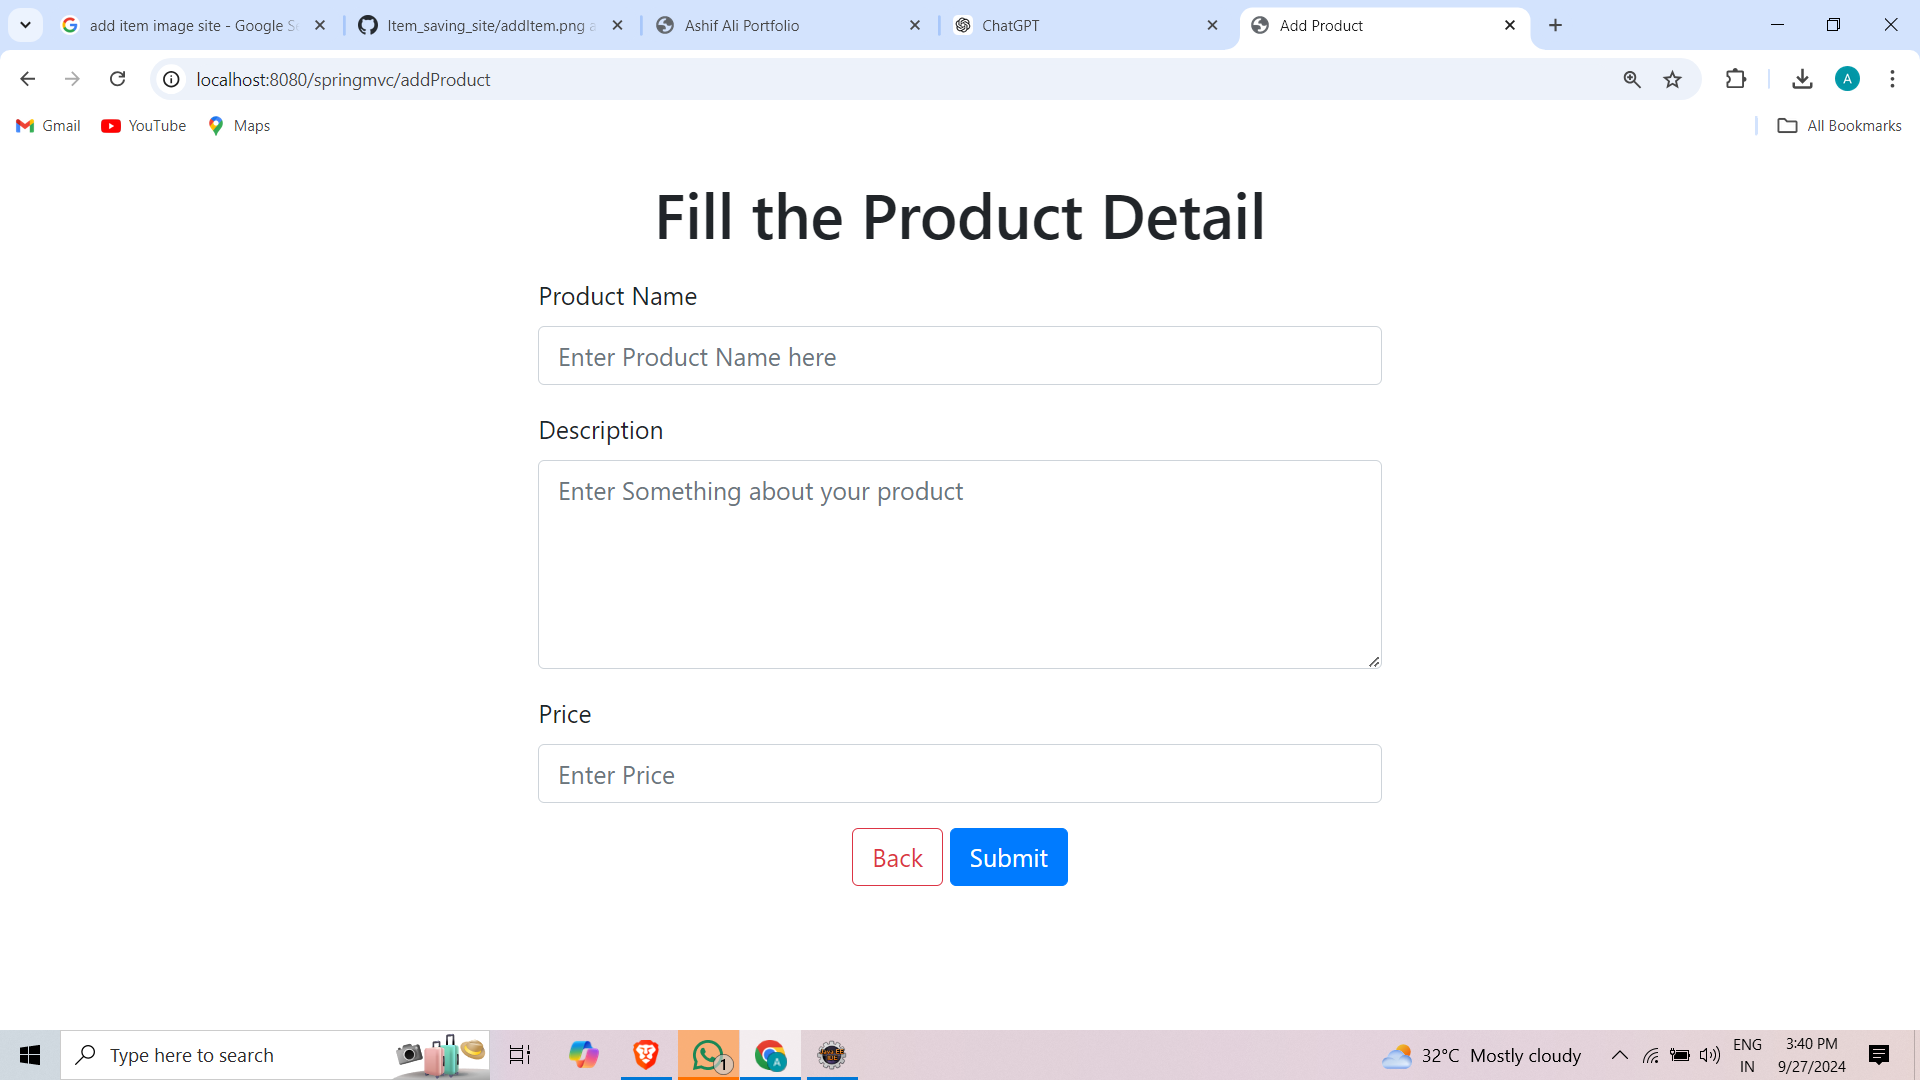 add item image site - Google S
Item_saving_site/addItem.png a
Ashif Ali Portfolio
ChatGPT
Add Product
localhost:8080/springmvc/addProduct
A
Gmail
YouTube
Maps
All Bookmarks
Fill the Product Detail
Product Name
Enter Product Name here
Description
Enter Something about your product
Price
Enter Price
Back
Submit
Type here to search
1
A
32°C Mostly cloudy
ENG
IN
3:40 PM
9/27/2024